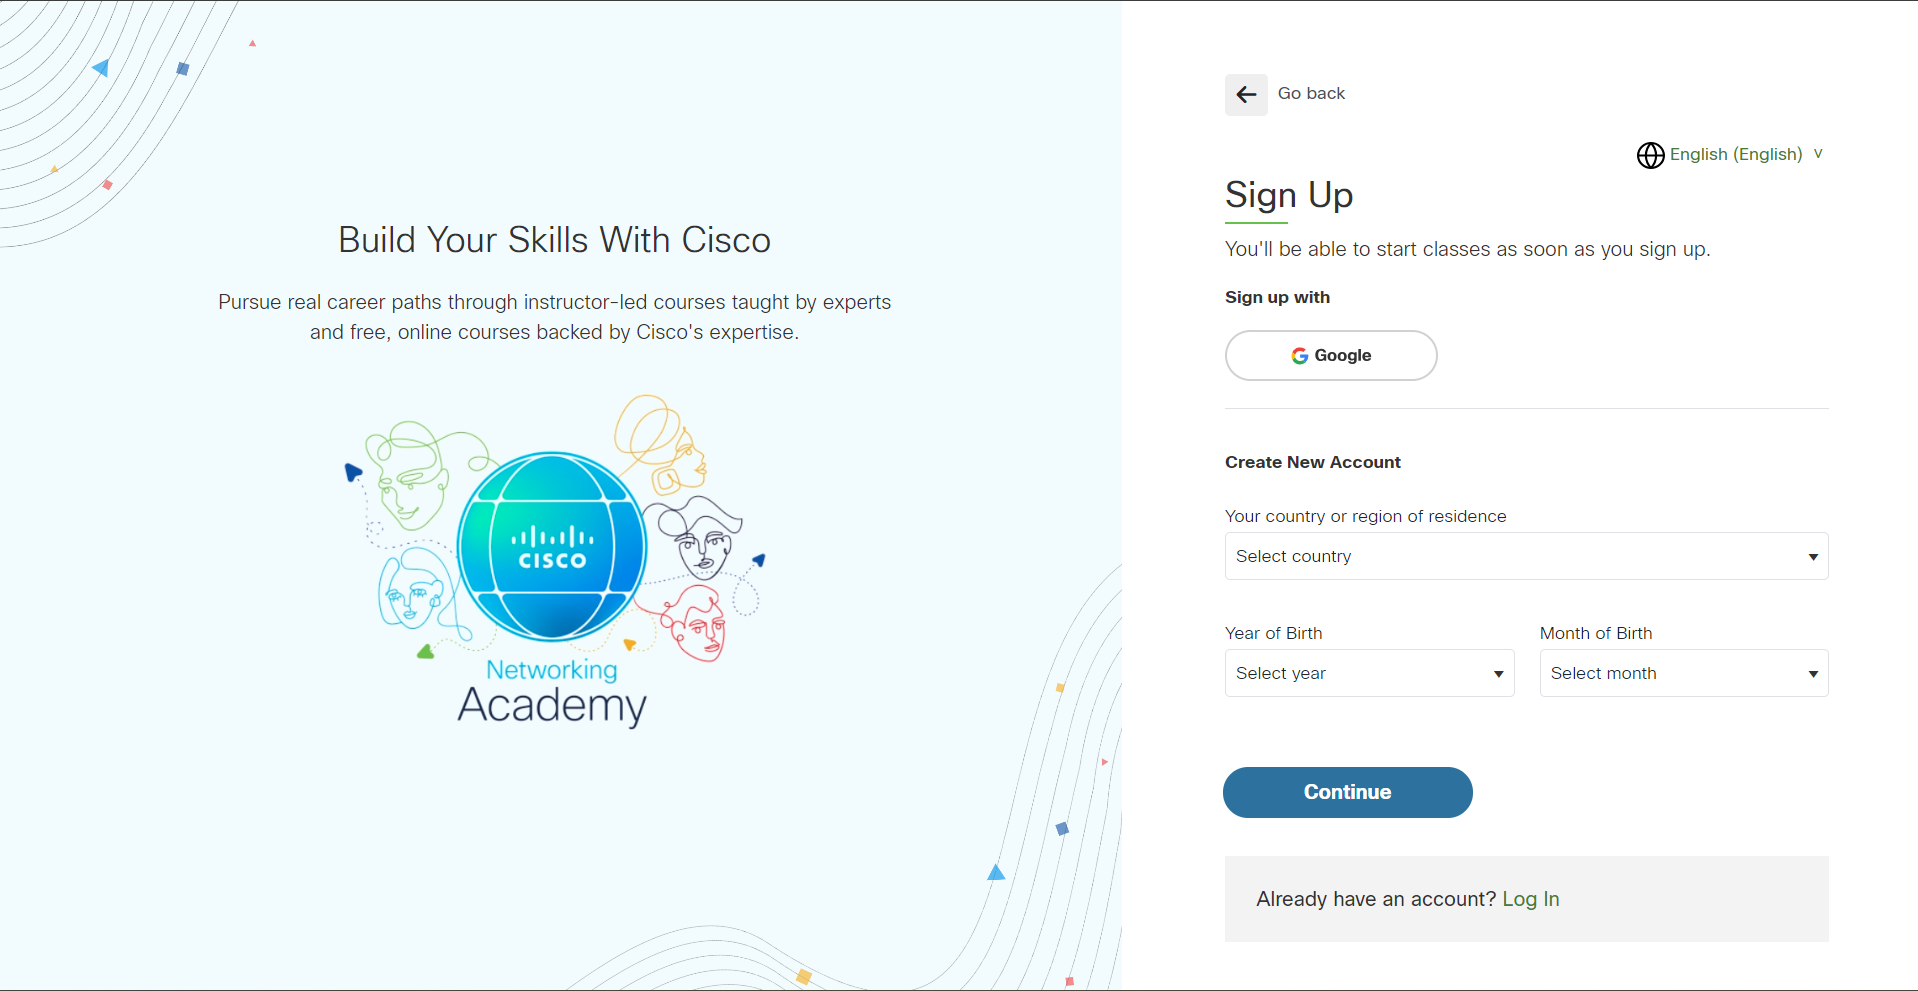 Build Your Skills With Cisco
Pursue real career paths through instructor-led courses taught by experts
and free, online courses backed by Cisco's expertise.
CISCO
Networking
Academy
Go back
English (English) v
Sign Up
You'll be able to start classes as soon as you sign up.
Sign up with
Google
Create New Account
Your country or region of residence
Select country
Year of Birth
Month of Birth
Select year
Select month
Continue
Already have an account? Log In